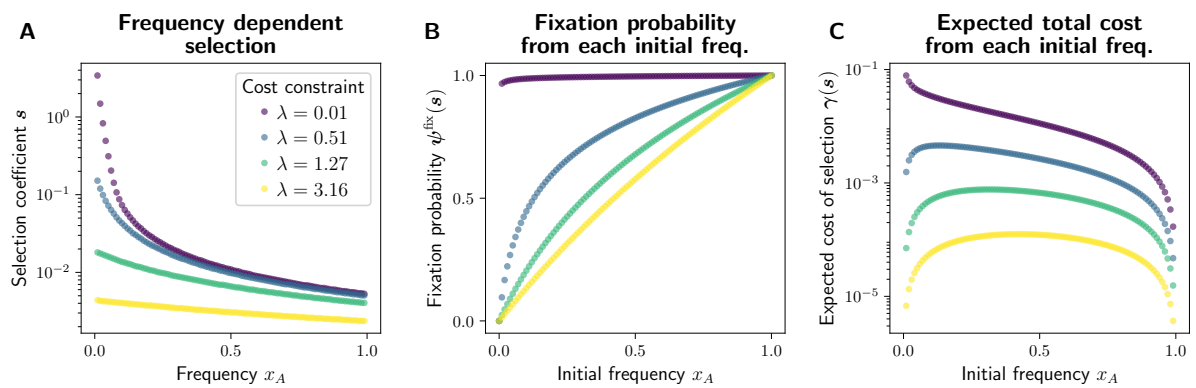 A
Frequency dependent
selection
Selection coefficient s
10⁰
10⁻¹
10⁻²
Cost constraint
λ = 0.01
λ = 0.51
λ = 1.27
λ = 3.16
0.0
0.5
1.0
Frequency x_A
B
Fixation probability
from each initial freq.
Fixation probability ψ^fix(s)
1.0
0.5
0.0
0.0
0.5
1.0
Initial frequency x_A
C
Expected total cost
from each initial freq.
Expected cost of selection γ(s)
10⁻¹
10⁻³
10⁻⁵
0.0
0.5
1.0
Initial frequency x_A